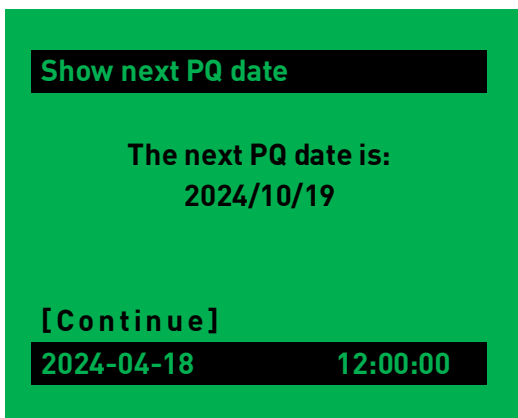 Show next PQ date
The next PQ date is:
2024/10/19
[Continue]
2024-04-18 12:00:00